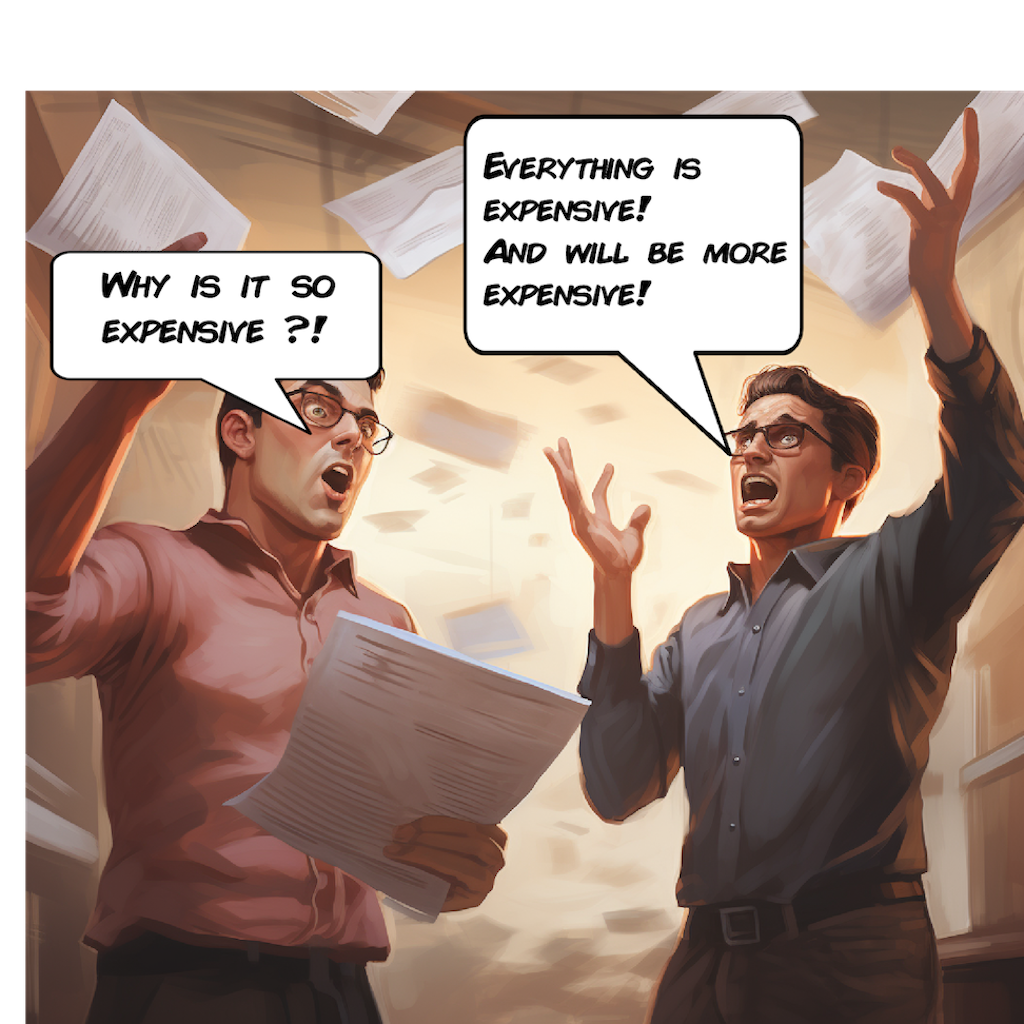 Why is it so
expensive ?!
Everything is
expensive!
And will be more
expensive!